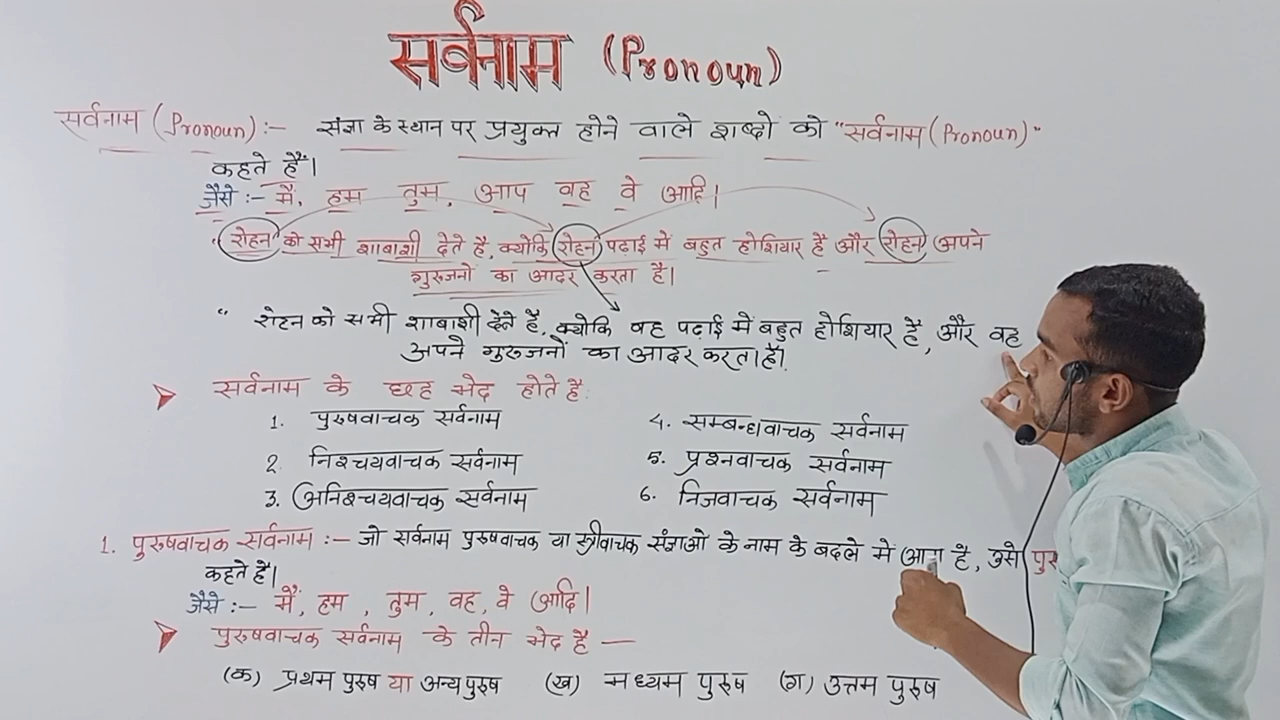 सर्वनाम (Pronoun)
सर्वनाम (Pronoun) :- संज्ञा के स्थान पर प्रयुक्त होने वाले शब्दो को "सर्वनाम (Pronoun)"
कहते हैं।
जैसे :- मैं, हम तुम, आप वह वे आदि।
"रोहन को सभी शाबाशी देते है, क्योकि रोहन पढ़ाई में बहुत होशियार है और रोहन अपने
गुरुजनो का आदर करता है।
" रोहन को सभी शाबाशी देते हैं, क्योकि वह पढ़ाई में बहुत होशियार है, और वह
अपने गुरुजनों का आदर करता है।
सर्वनाम के छह भेद होते है:
1. पुरुषवाचक सर्वनाम
2. निश्चयवाचक सर्वनाम
3. अनिश्चयवाचक सर्वनाम
4. सम्बन्धवाचक सर्वनाम
5. प्रश्नवाचक सर्वनाम
6. निजवाचक सर्वनाम
1. पुरुषवाचक सर्वनाम :- जो सर्वनाम पुरुषवाचक या स्त्रीवाचक संज्ञाओ के नाम के बदले में है, उसे
कहते है।
जैसे :- मैं, हम, तुम, वह, वे आदि।
पुरुषवाचक सर्वनाम के तीन भेद है —
(क) प्रथम पुरुष या अन्य पुरुष (ख) मध्यम पुरुष (ग) उत्तम पुरुष